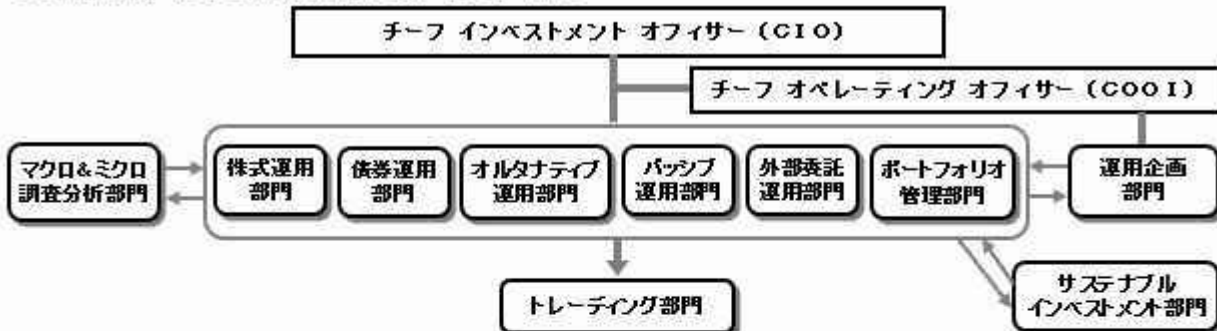 チーフ インベストメント オフィサー (CIO)
チーフ オペレーティング オフィサー (COOI)
マクロ&ミクロ
調査分析部門
株式運用
部門
債券運用
部門
オルタナティブ
運用部門
パッシブ
運用部門
外部委託
運用部門
ポートフォリオ
管理部門
運用企画
部門
トレーディング部門
サステナブル
インベストメント部門